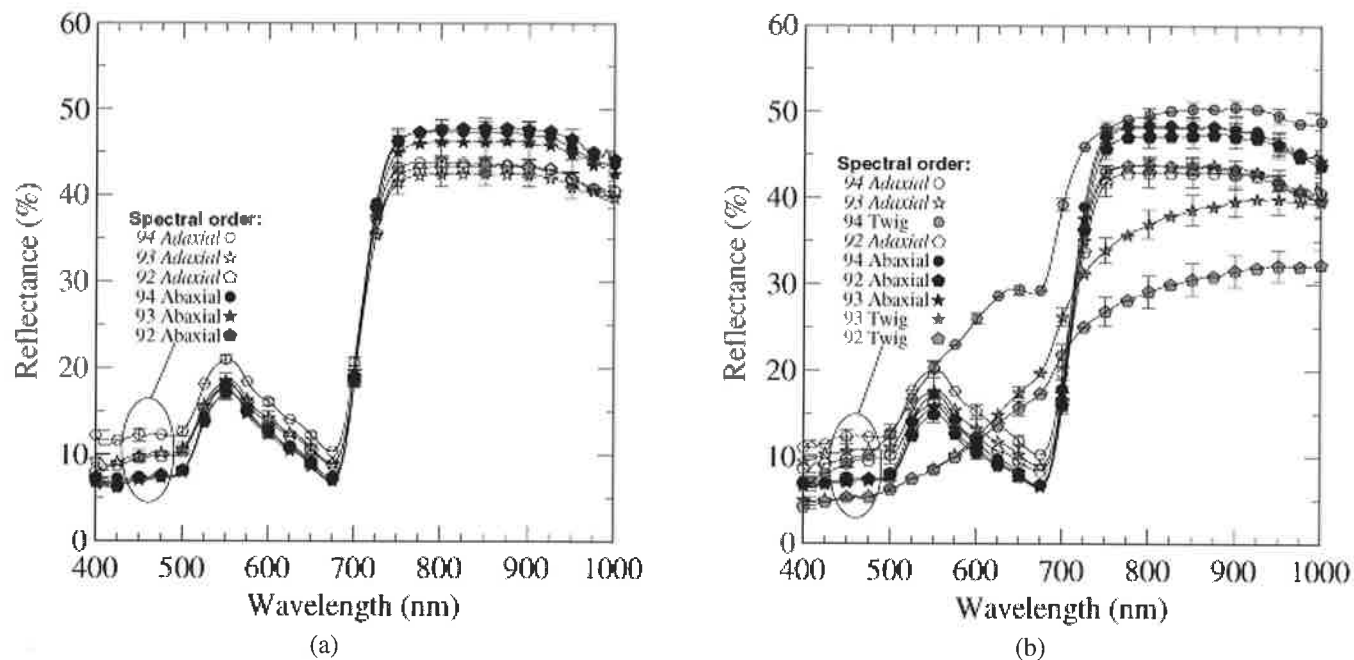 60
50
40
30
20
10
0
Reflectance (%)
Spectral order:
94 Adaxial
93 Adaxial
92 Adaxial
94 Abaxial
93 Abaxial
92 Abaxial
400 500 600 700 800 900 1000
Wavelength (nm)
(a)
60
50
40
30
20
10
0
Reflectance (%)
Spectral order:
94 Adaxial
93 Adaxial
94 Twig
92 Adaxial
94 Abaxial
92 Abaxial
93 Abaxial
93 Twig
92 Twig
400 500 600 700 800 900 1000
Wavelength (nm)
(b)